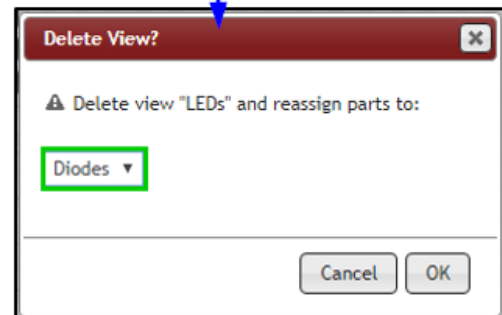 Delete View?
Delete view "LEDs" and reassign parts to:
Diodes
Cancel OK